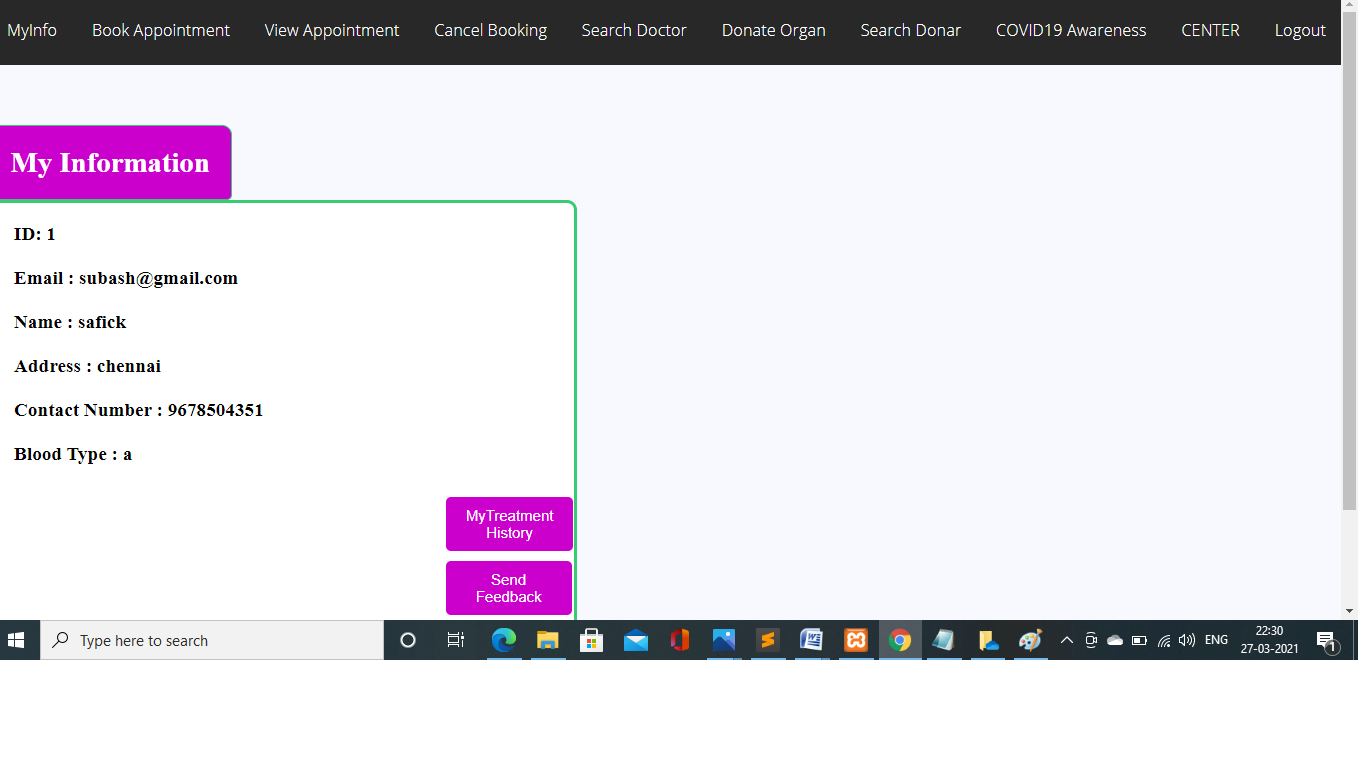 MyInfo Book Appointment View Appointment Cancel Booking Search Doctor Donate Organ Search Donar COVID19 Awareness CENTER Logout
My Information
ID: 1
Email : subash@gmail.com
Name : safick
Address : chennai
Contact Number : 9678504351
Blood Type : a
MyTreatment
History
Send
Feedback
Type here to search
ENG
22:30
27-03-2021
1